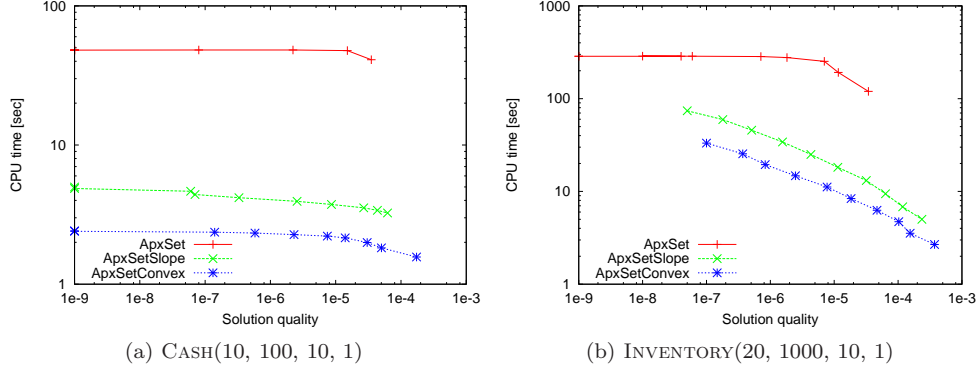 100
10
1
CPU time [sec]
ApxSet
ApxSetSlope
ApxSetConvex
1e-9 1e-8 1e-7 1e-6 1e-5 1e-4 1e-3
Solution quality
(a) CASH(10, 100, 10, 1)
1000
100
10
1
CPU time [sec]
ApxSet
ApxSetSlope
ApxSetConvex
1e-9 1e-8 1e-7 1e-6 1e-5 1e-4 1e-3
Solution quality
(b) INVENTORY(20, 1000, 10, 1)